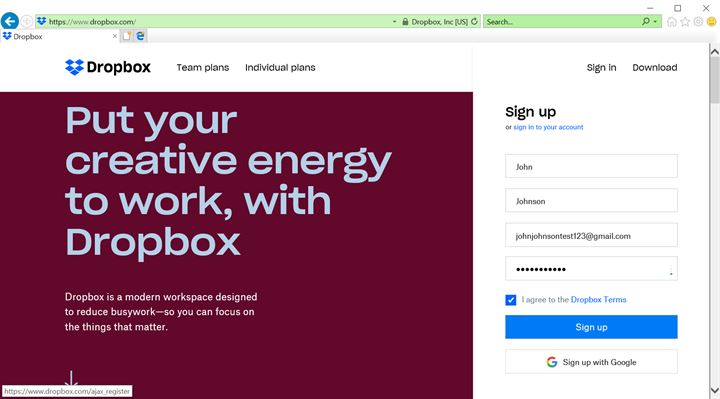 https://www.dropbox.com/
Dropbox, Inc [US]
Search...
Dropbox
Dropbox
Team plans
Individual plans
Sign in
Download
Put your
creative energy
to work, with
Dropbox
Dropbox is a modern workspace designed
to reduce busywork—so you can focus on
the things that matter.
Sign up
or sign in to your account
John
Johnson
johnjohnsontest123@gmail.com
I agree to the Dropbox Terms
Sign up
Sign up with Google
https://www.dropbox.com/ajax_register